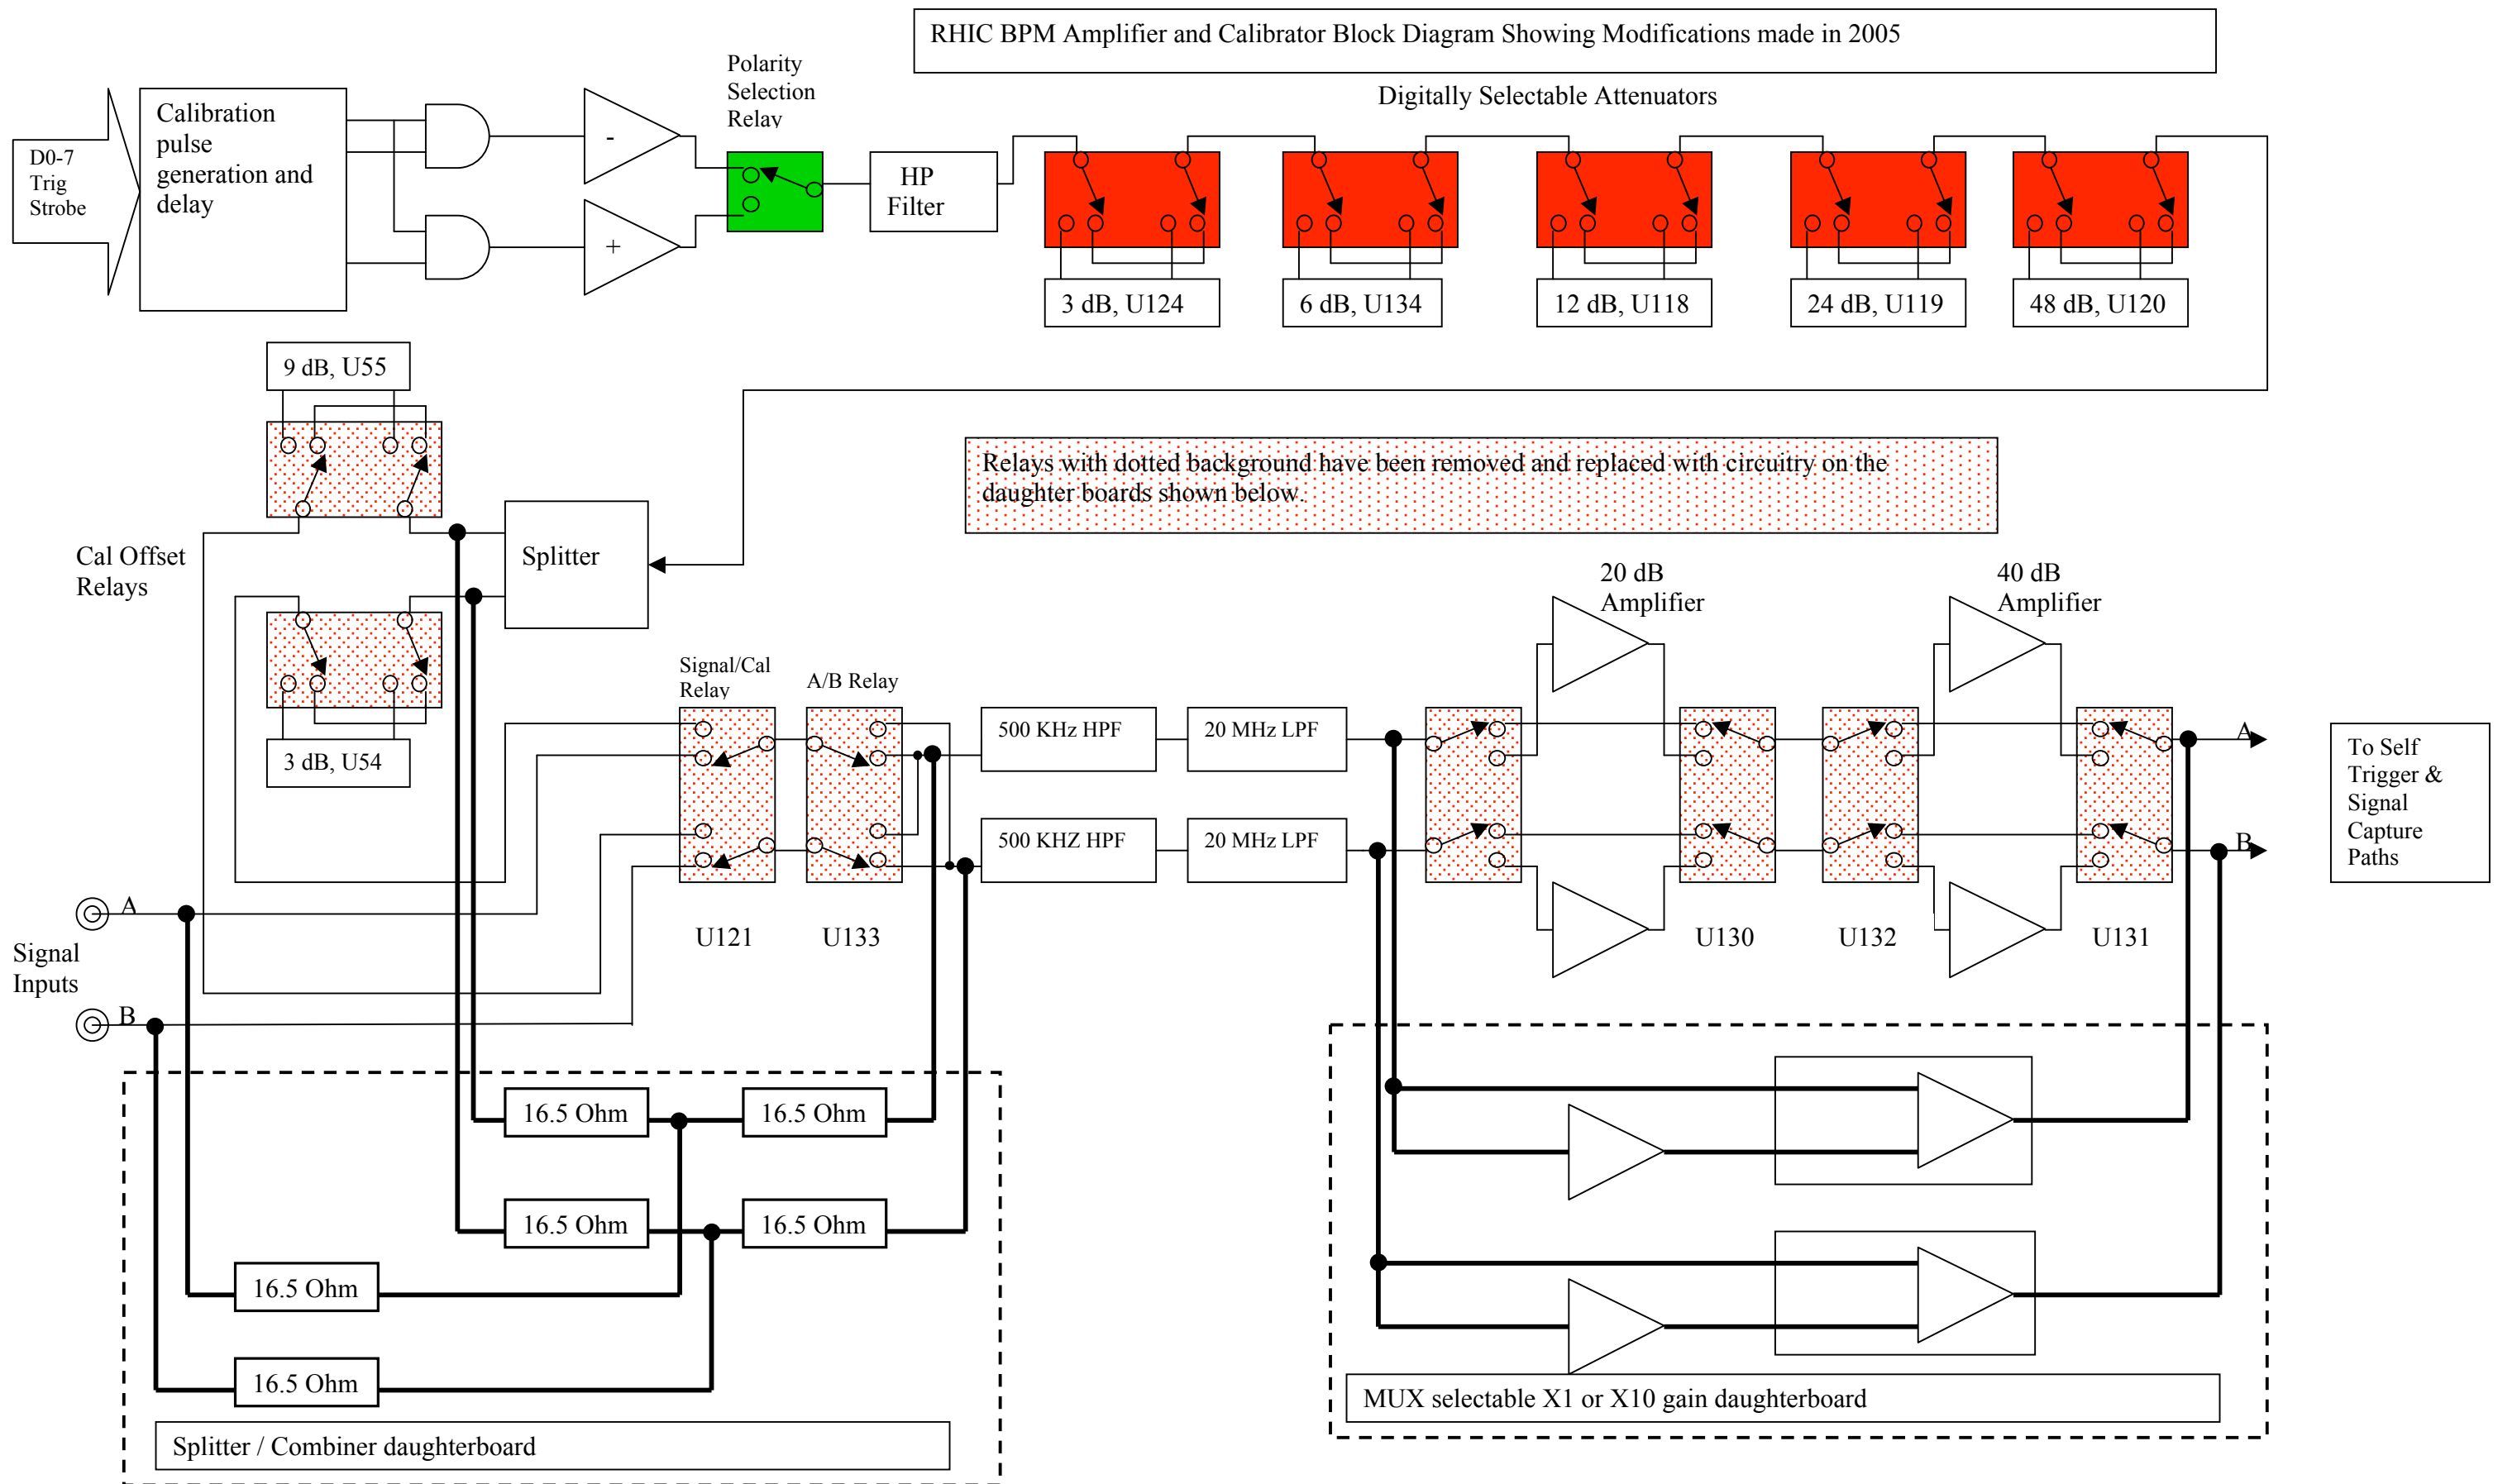 RHIC BPM Amplifier and Calibrator Block Diagram Showing Modifications made in 2005
Polarity
Selection
Relay
Digitally Selectable Attenuators
D0-7
Trig
Strobe
Calibration
pulse
generation and
delay
-
+
HP
Filter
3 dB, U124
6 dB, U134
12 dB, U118
24 dB, U119
48 dB, U120
9 dB, U55
Cal Offset
Relays
Splitter
3 dB, U54
Relays with dotted background have been removed and replaced with circuitry on the
daughter boards shown below.
20 dB
Amplifier
40 dB
Amplifier
Signal/Cal
Relay
A/B Relay
500 KHz HPF
20 MHz LPF
500 KHZ HPF
20 MHz LPF
A
B
To Self
Trigger &
Signal
Capture
Paths
U121
U133
U130
U132
U131
A
Signal
Inputs
B
16.5 Ohm
16.5 Ohm
16.5 Ohm
16.5 Ohm
16.5 Ohm
16.5 Ohm
Splitter / Combiner daughterboard
MUX selectable X1 or X10 gain daughterboard